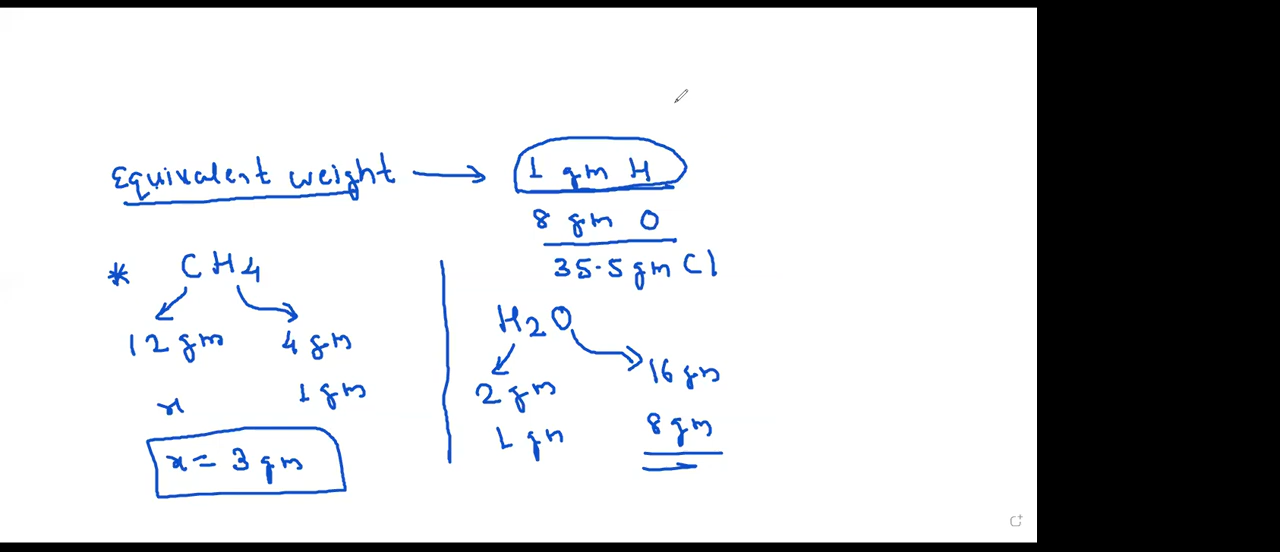 Equivalent weight → 1 gm H
8 gm O
35.5 gm Cl
* CH4
12 gm 4 gm
x 1 gm
x = 3 gm
H2O
2 gm 16 gm
1 gm 8 gm